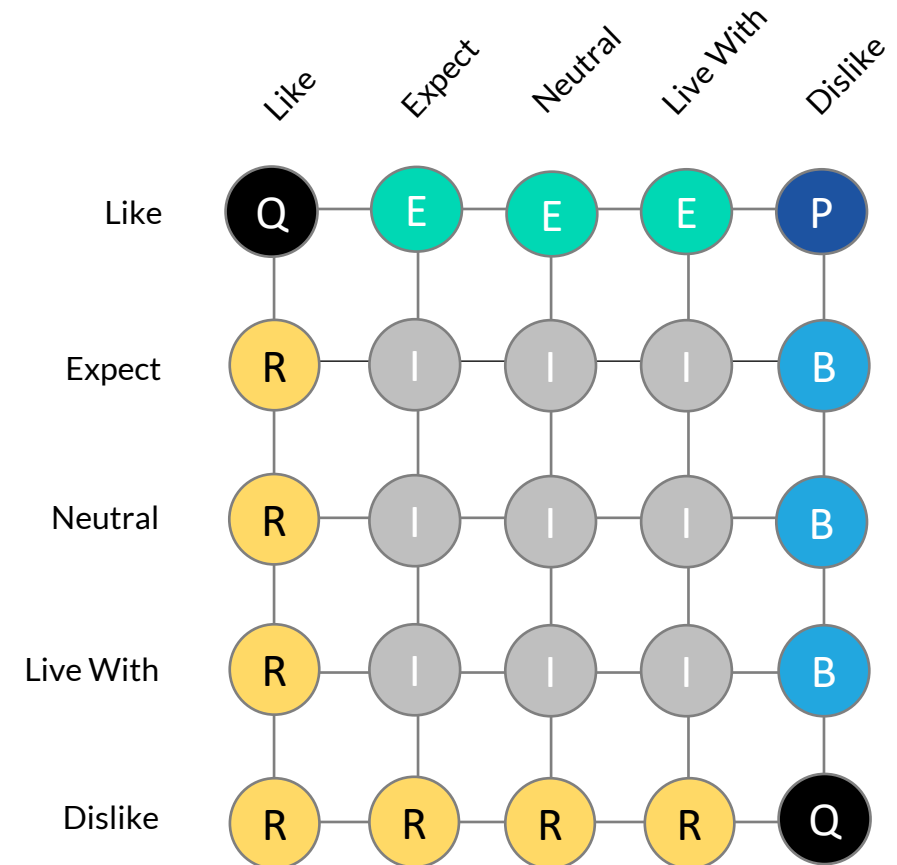 Like Expect Neutral Live With Dislike
Like Q E E E P
Expect R I I I B
Neutral R I I I B
Live With R I I I B
Dislike R R R R Q